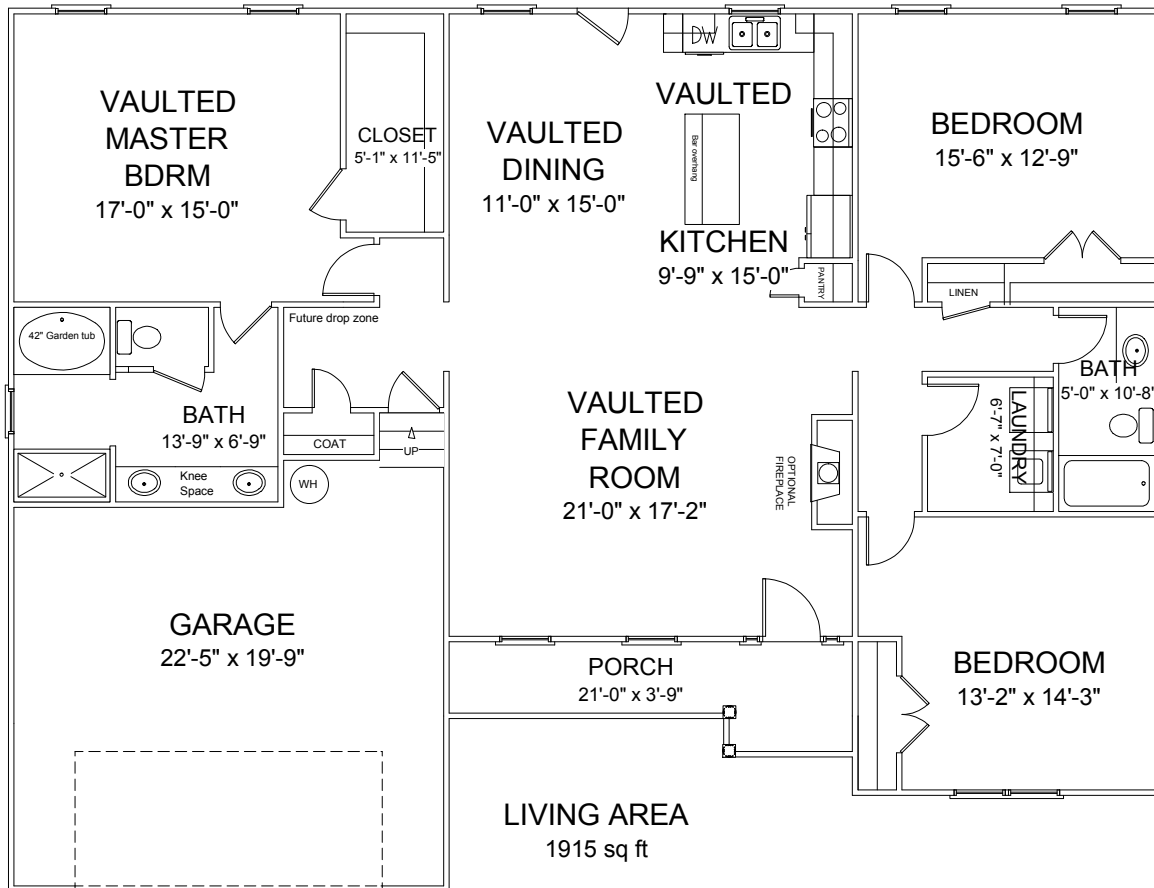 VAULTED
MASTER
BDRM
17'-0" x 15'-0"
CLOSET
5'-1" x 11'-5"
VAULTED
DINING
11'-0" x 15'-0"
DW
VAULTED
Bar overhang
KITCHEN
9'-9" x 15'-0"
PANTRY
BEDROOM
15'-6" x 12'-9"
LINEN
42" Garden tub
Future drop zone
BATH
13'-9" x 6'-9"
Knee
Space
COAT
UP
WH
VAULTED
FAMILY
ROOM
21'-0" x 17'-2"
OPTIONAL
FIREPLACE
LAUNDRY
6'-7" x 7'-0"
BATH
5'-0" x 10'-8"
GARAGE
22'-5" x 19'-9"
PORCH
21'-0" x 3'-9"
BEDROOM
13'-2" x 14'-3"
LIVING AREA
1915 sq ft